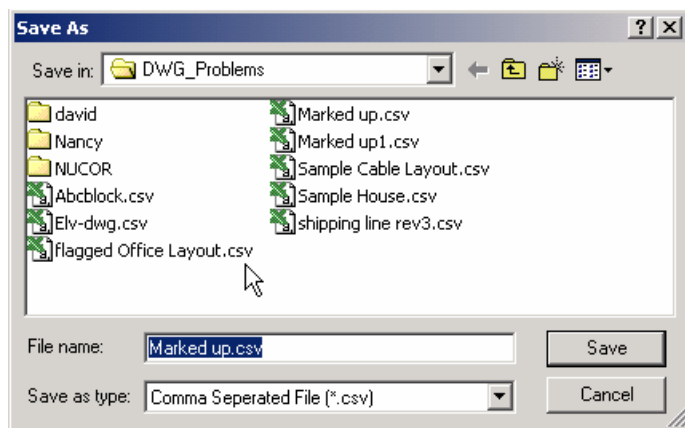 Save As
Save in: DWG_Problems
david
Nancy
NUCOR
Abcblock.csv
Elv-dwg.csv
flagged Office Layout.csv
Marked up.csv
Marked up1.csv
Sample Cable Layout.csv
Sample House.csv
shipping line rev3.csv
File name: Marked up.csv Save
Save as type: Comma Seperated File (*.csv) Cancel